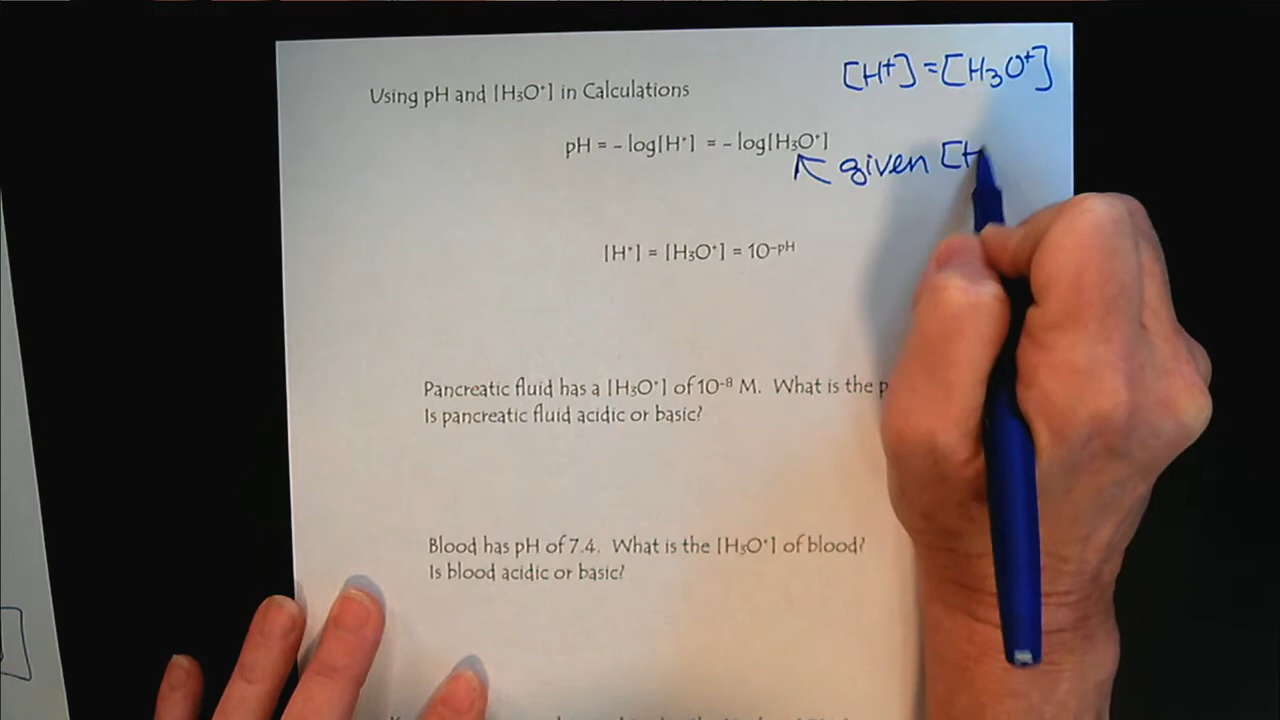 [H+] = [H3O+]
Using pH and [H3O+] in Calculations
pH = - log[H+] = - log[H3O+]
given [H
[H+] = [H3O+] = 10-pH
Pancreatic fluid has a [H3O+] of 10-8 M. What is the p
Is pancreatic fluid acidic or basic?
Blood has pH of 7.4. What is the [H3O+] of blood?
Is blood acidic or basic?